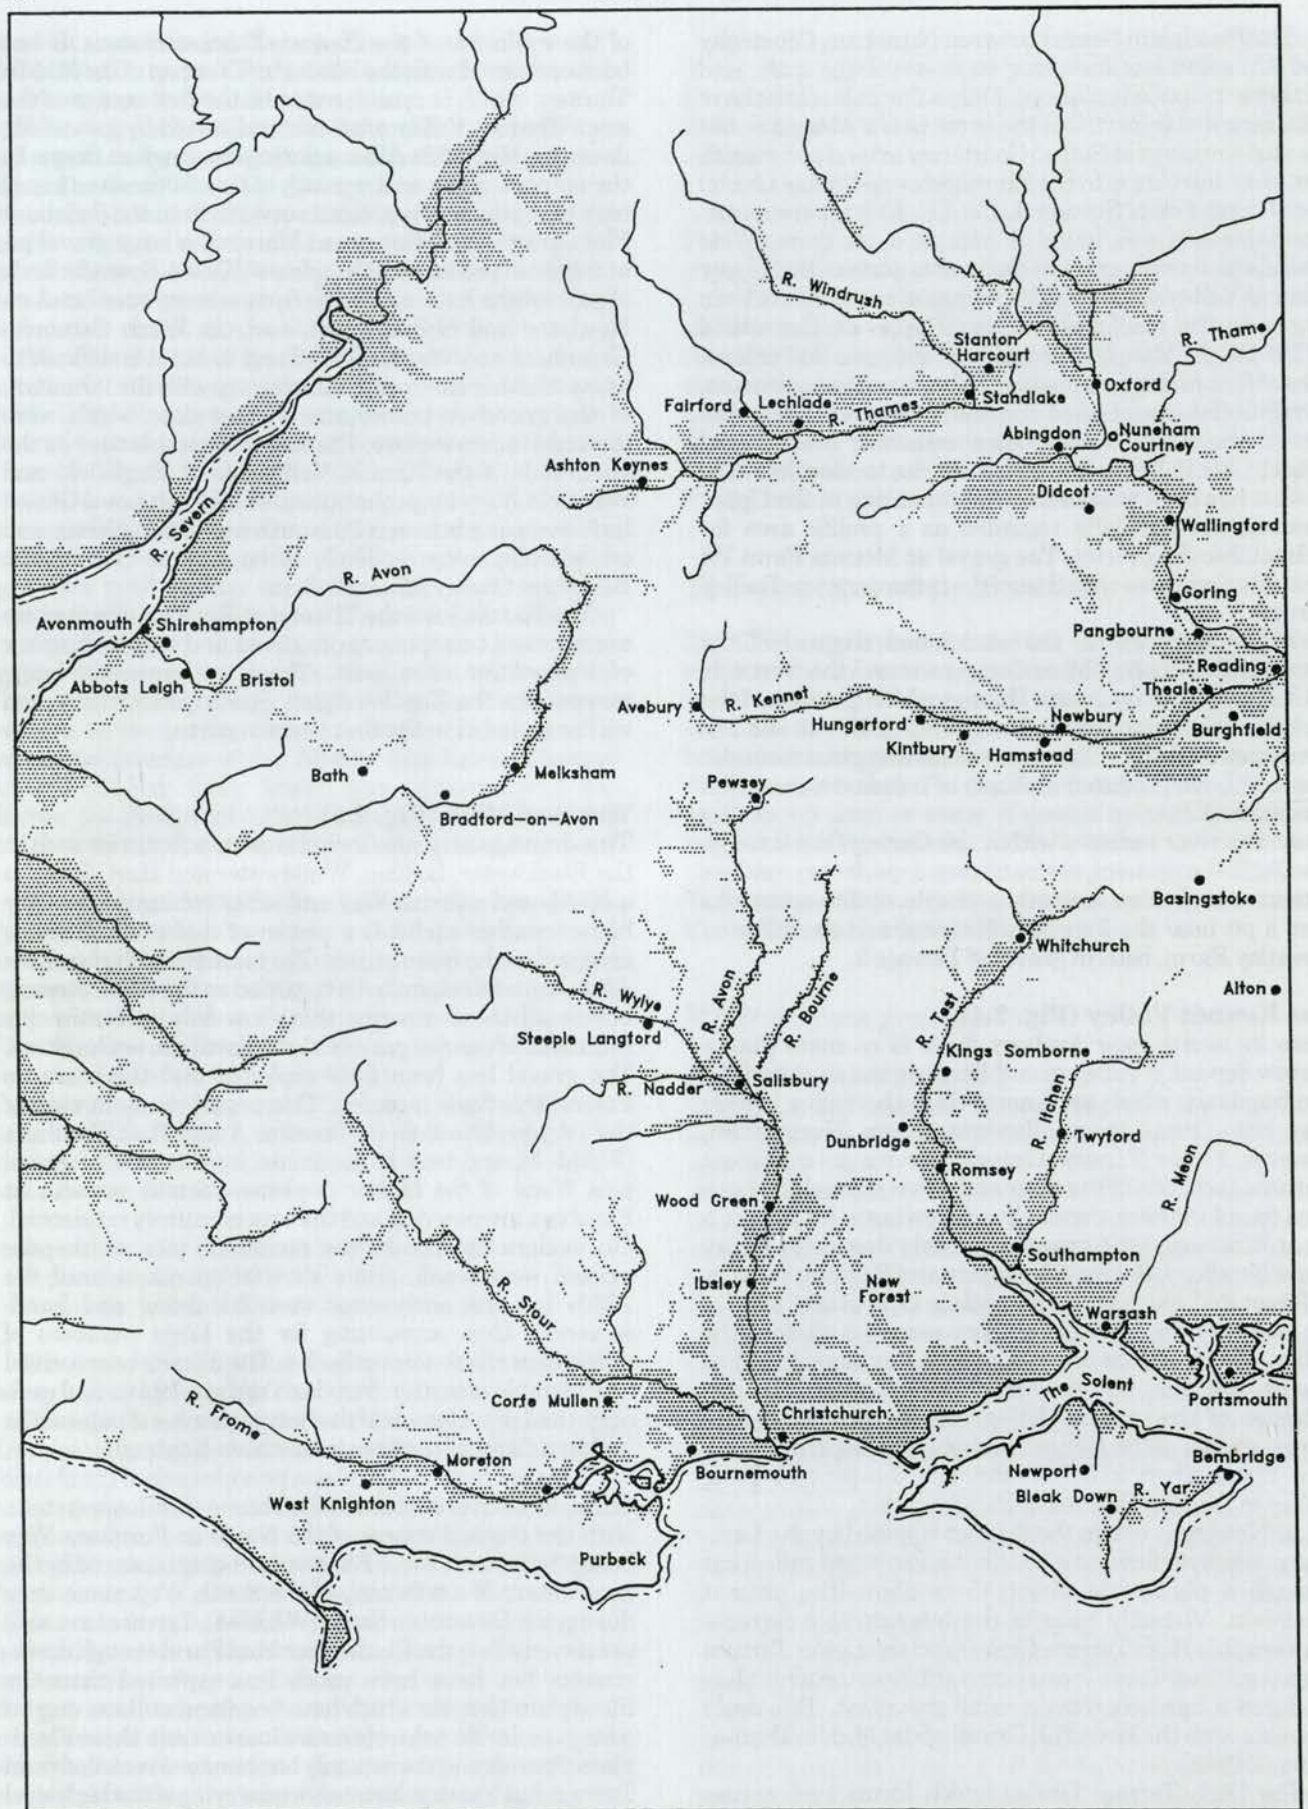 R. Windrush
R. Tham
Stanton
Harcourt
Oxford
Standlake
Fairford
Lechlade
R. Thames
Abingdon
Nuneham
Courtney
Ashton Keynes
Didcot
Wallingford
R. Severn
R. Avon
Goring
Avonmouth
Shirehampton
Pangbourne
Reading
Abbots Leigh
Bristol
Theale
Avebury
R. Kennet
Hungerford
Newbury
Burghfield
Kintbury
Hamstead
Bath
Melksham
Pewsey
Bradford-on-Avon
Basingstoke
Whitchurch
R. Wylye
R. Avon
R. Bourne
R. Test
Alton
Steeple Langford
Kings Somborne
R. Nadder
Salisbury
R. Itchen
Dunbridge
Twyford
Romsey
R. Meon
Wood Green
Southampton
Ibsley
New
Forest
R. Stour
Warsash
The Solent
Portsmouth
R. Frome
Corfe Mullen
Christchurch
Moreton
Bournemouth
Newport
Bembridge
West Knighton
Bleak Down
R. Yar
Purbeck